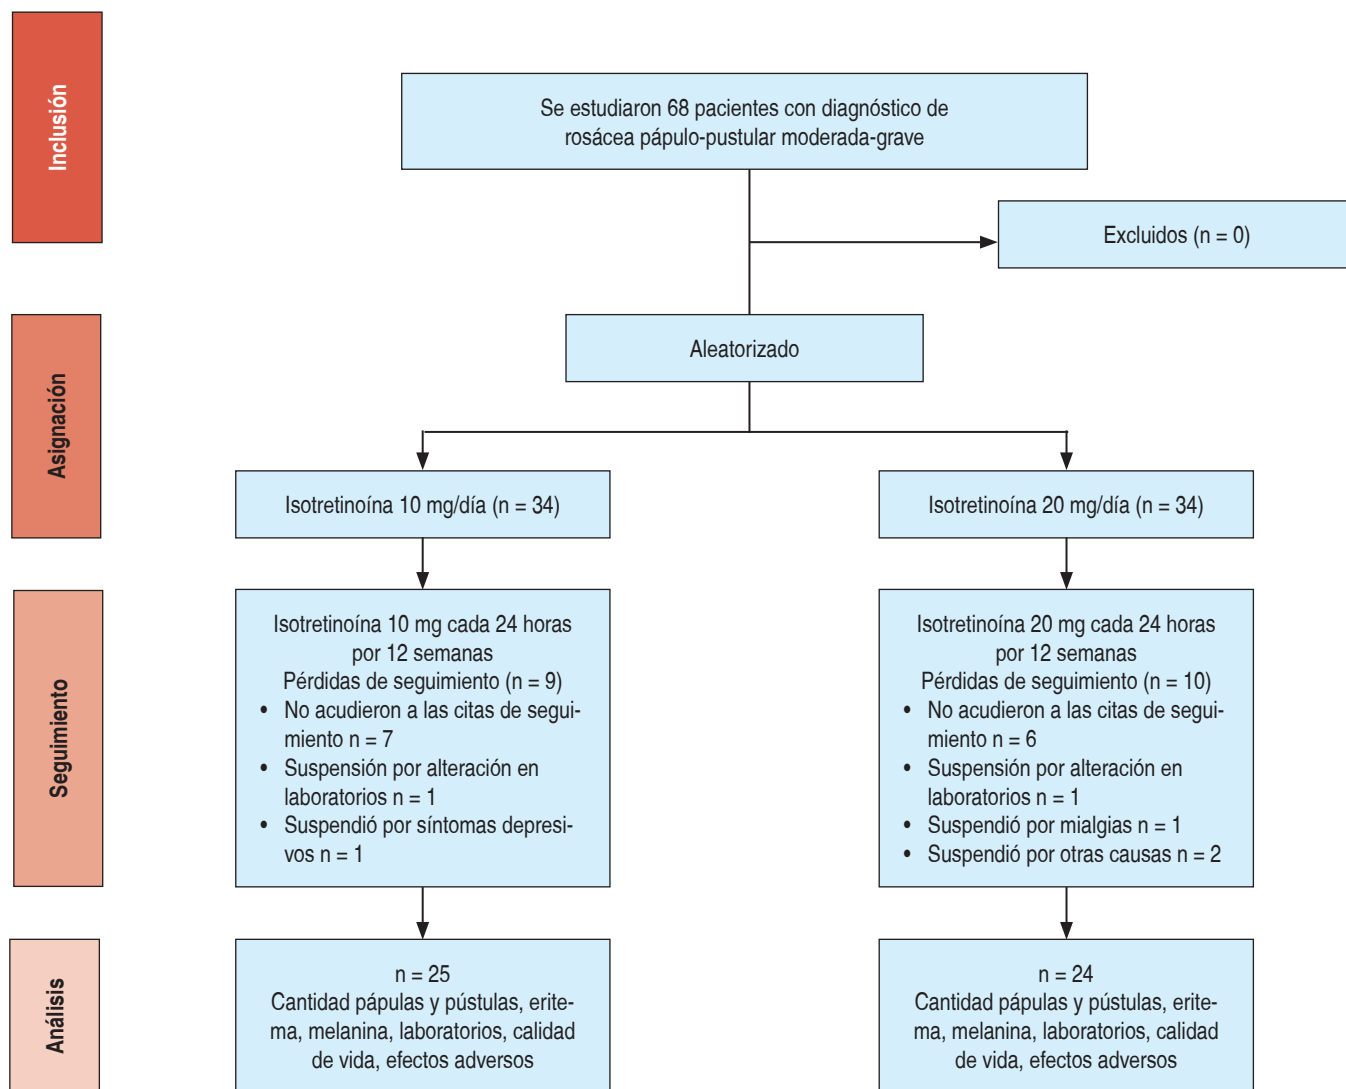 Inclusión
Se estudiaron 68 pacientes con diagnóstico de
rosácea pápulo-pustular moderada-grave
Excluidos (n = 0)
Asignación
Aleatorizado
Isotretinoína 10 mg/día (n = 34)
Isotretinoína 20 mg/día (n = 34)
Seguimiento
Isotretinoína 10 mg cada 24 horas
por 12 semanas
Pérdidas de seguimiento (n = 9)
• No acudieron a las citas de segui-
miento n = 7
• Suspensión por alteración en
laboratorios n = 1
• Suspendió por síntomas depresi-
vos n = 1
Isotretinoína 20 mg cada 24 horas
por 12 semanas
Pérdidas de seguimiento (n = 10)
• No acudieron a las citas de segui-
miento n = 6
• Suspensión por alteración en
laboratorios n = 1
• Suspendió por mialgias n = 1
• Suspendió por otras causas n = 2
Análisis
n = 25
Cantidad pápulas y pústulas, erite-
ma, melanina, laboratorios, calidad
de vida, efectos adversos
n = 24
Cantidad pápulas y pústulas, erite-
ma, melanina, laboratorios, calidad
de vida, efectos adversos